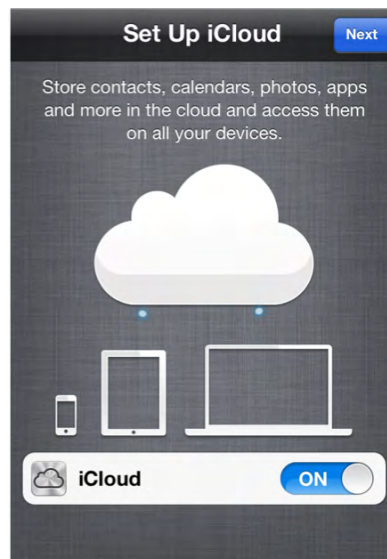 Set Up iCloud
Next
Store contacts, calendars, photos, apps
and more in the cloud and access them
on all your devices.
iCloud
ON